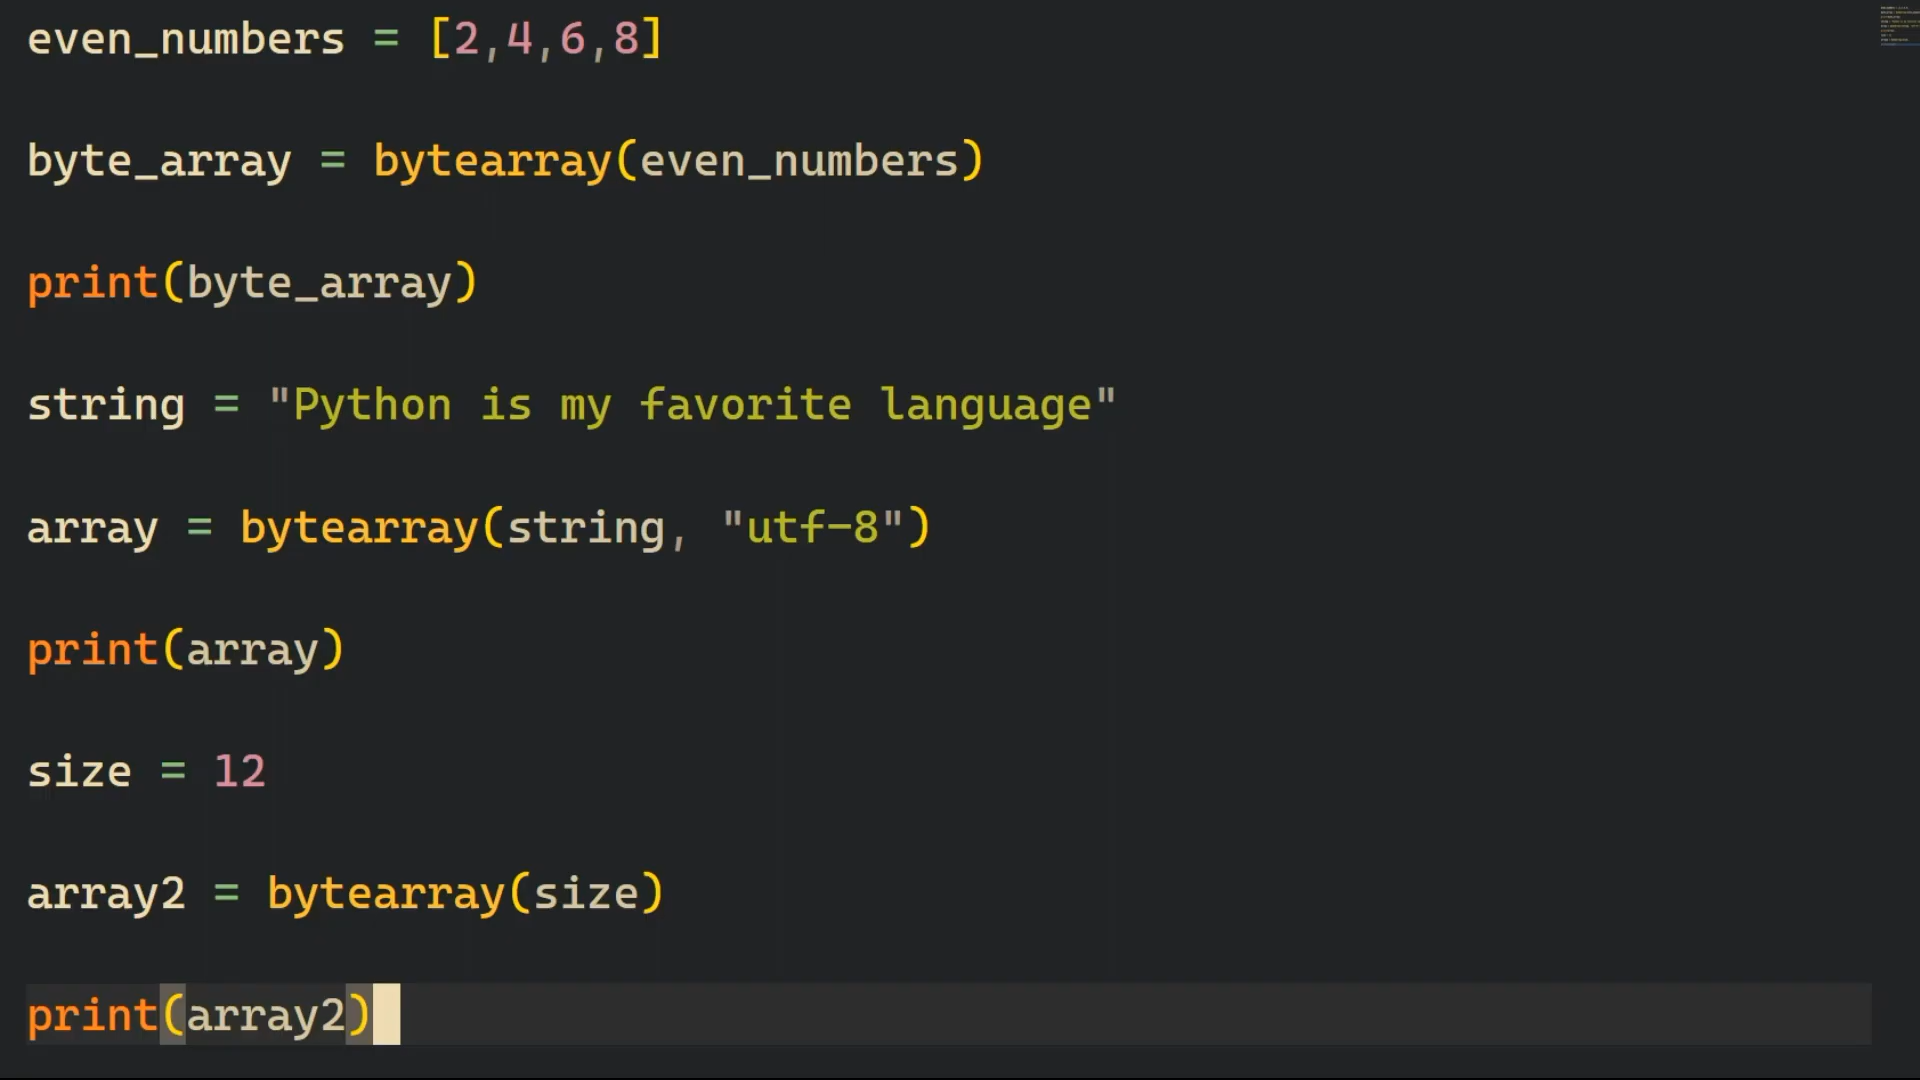 even_numbers = [2,4,6,8]
byte_array = bytearray(even_numbers)
print(byte_array)
string = "Python is my favorite language"
array = bytearray(string, "utf-8")
print(array)
size = 12
array2 = bytearray(size)
print(array2)